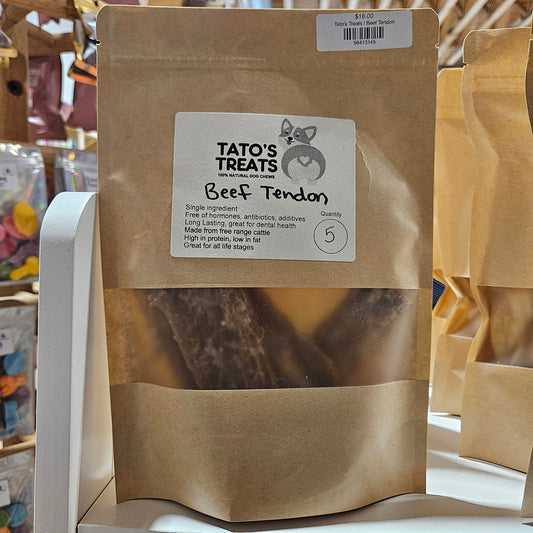 $16.00
Tato's Treats / Beef Tendon
56413145
TATO'S
TREATS
100% NATURAL DOG CHEWS
Beef Tendon
Single ingredient
Free of hormones, antibiotics, additives
Long Lasting, great for dental health
Made from free range cattle
High in protein, low in fat
Great for all life stages
Quantity
5